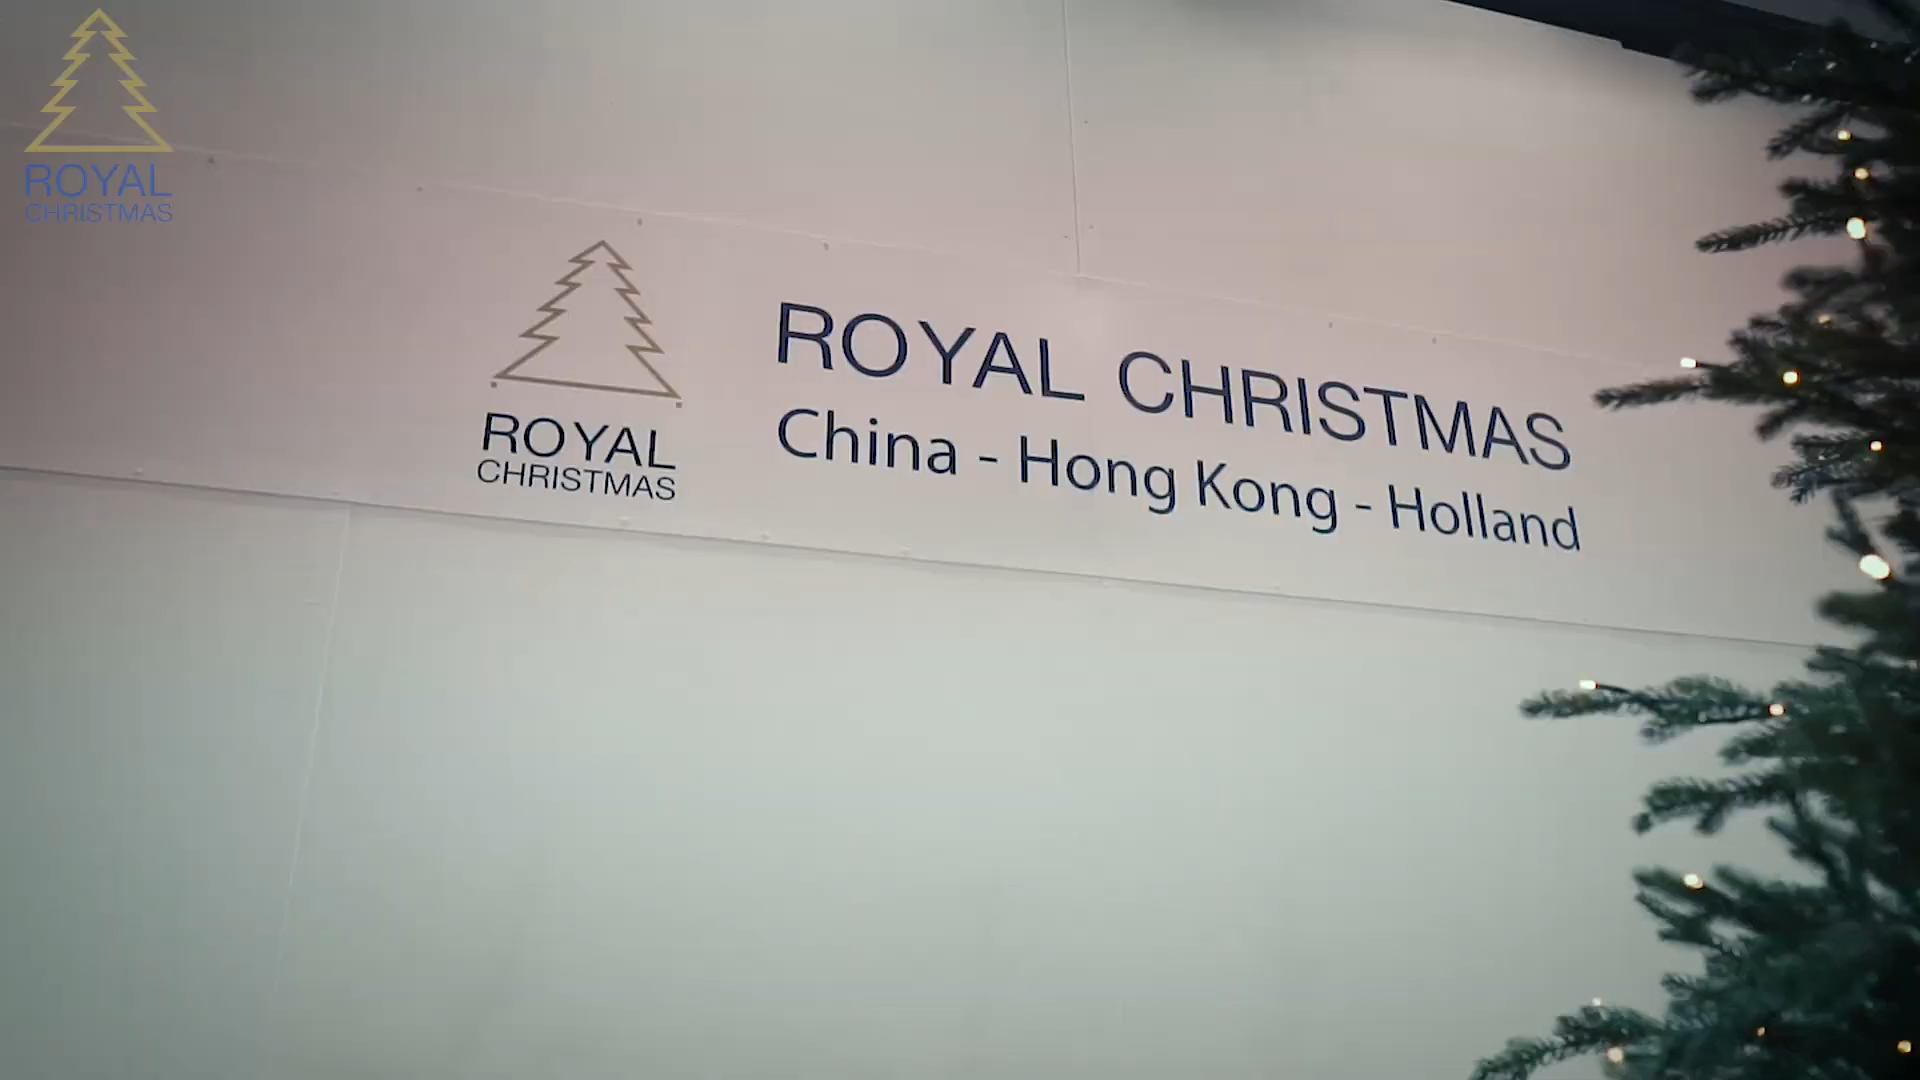 ROYAL
CHRISTMAS
ROYAL
CHRISTMAS
ROYAL CHRISTMAS
China - Hong Kong - Holland